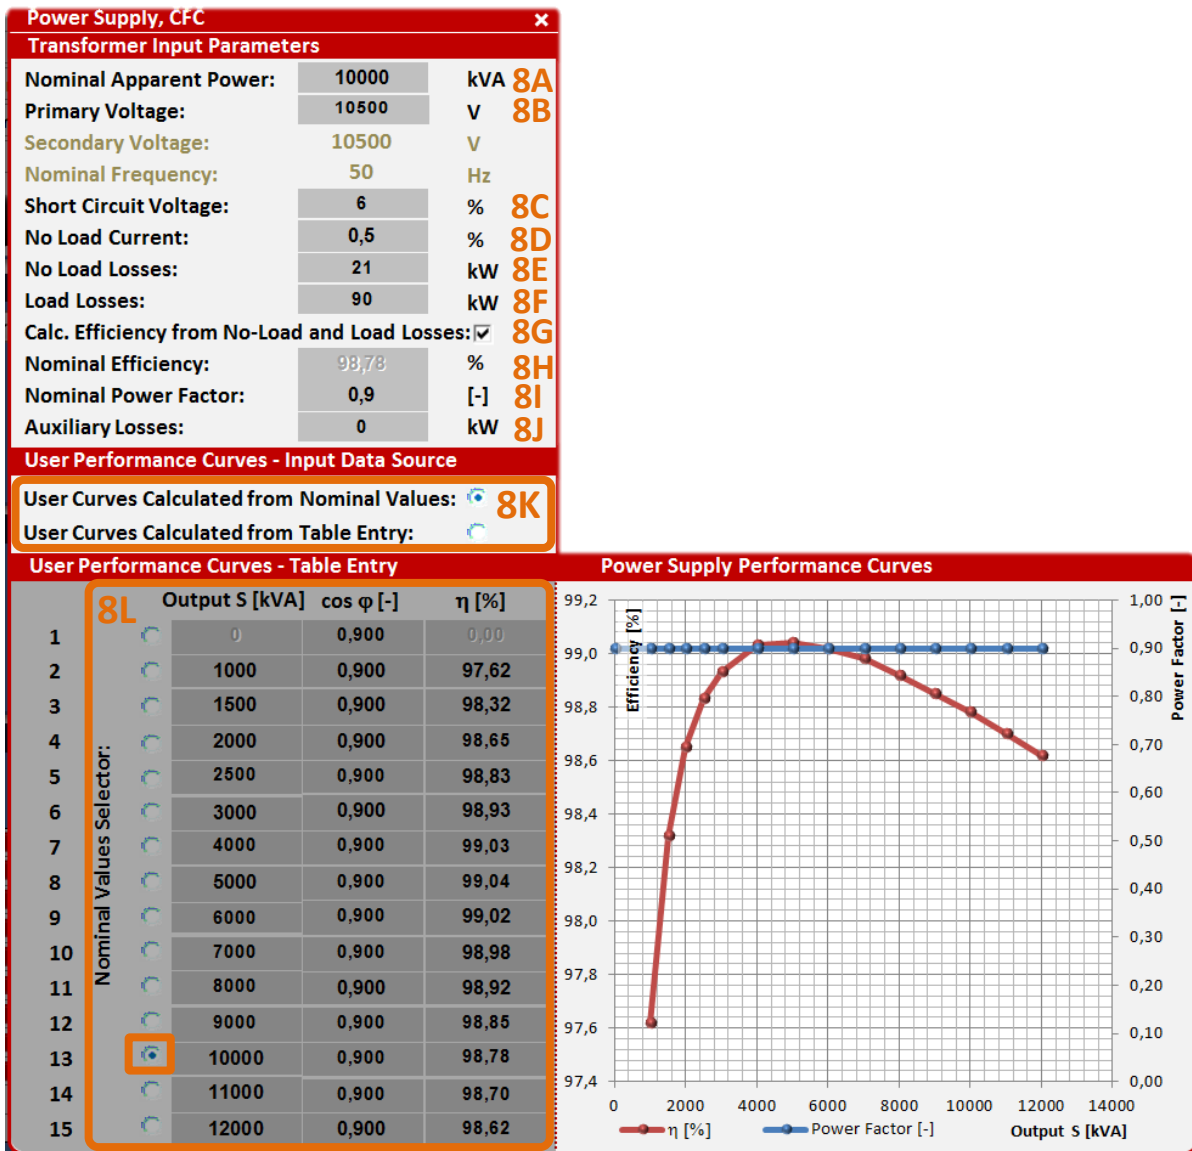 Power Supply, CFC ×
Transformer Input Parameters
Nominal Apparent Power: 10000 kVA 8A
Primary Voltage: 10500 V 8B
Secondary Voltage: 10500 V
Nominal Frequency: 50 Hz
Short Circuit Voltage: 6 % 8C
No Load Current: 0,5 % 8D
No Load Losses: 21 kW 8E
Load Losses: 90 kW 8F
Calc. Efficiency from No-Load and Load Losses: 8G
Nominal Efficiency: 98,78 % 8H
Nominal Power Factor: 0,9 [-] 8I
Auxiliary Losses: 0 kW 8J
User Performance Curves - Input Data Source
User Curves Calculated from Nominal Values: 8K
User Curves Calculated from Table Entry:
User Performance Curves - Table Entry
8L
Output S [kVA] cos φ [-] η [%]
Nominal Values Selector:
1 0 0,900 0,00
2 1000 0,900 97,62
3 1500 0,900 98,32
4 2000 0,900 98,65
5 2500 0,900 98,83
6 3000 0,900 98,93
7 4000 0,900 99,03
8 5000 0,900 99,04
9 6000 0,900 99,02
10 7000 0,900 98,98
11 8000 0,900 98,92
12 9000 0,900 98,85
13 10000 0,900 98,78
14 11000 0,900 98,70
15 12000 0,900 98,62
Power Supply Performance Curves
Efficiency [%]
99,2
99,0
98,8
98,6
98,4
98,2
98,0
97,8
97,6
97,4
1,00
0,90
0,80
0,70
0,60
0,50
0,40
0,30
0,20
0,10
0,00
Power Factor [-]
0 2000 4000 6000 8000 10000 12000 14000
η [%] Power Factor [-] Output S [kVA]